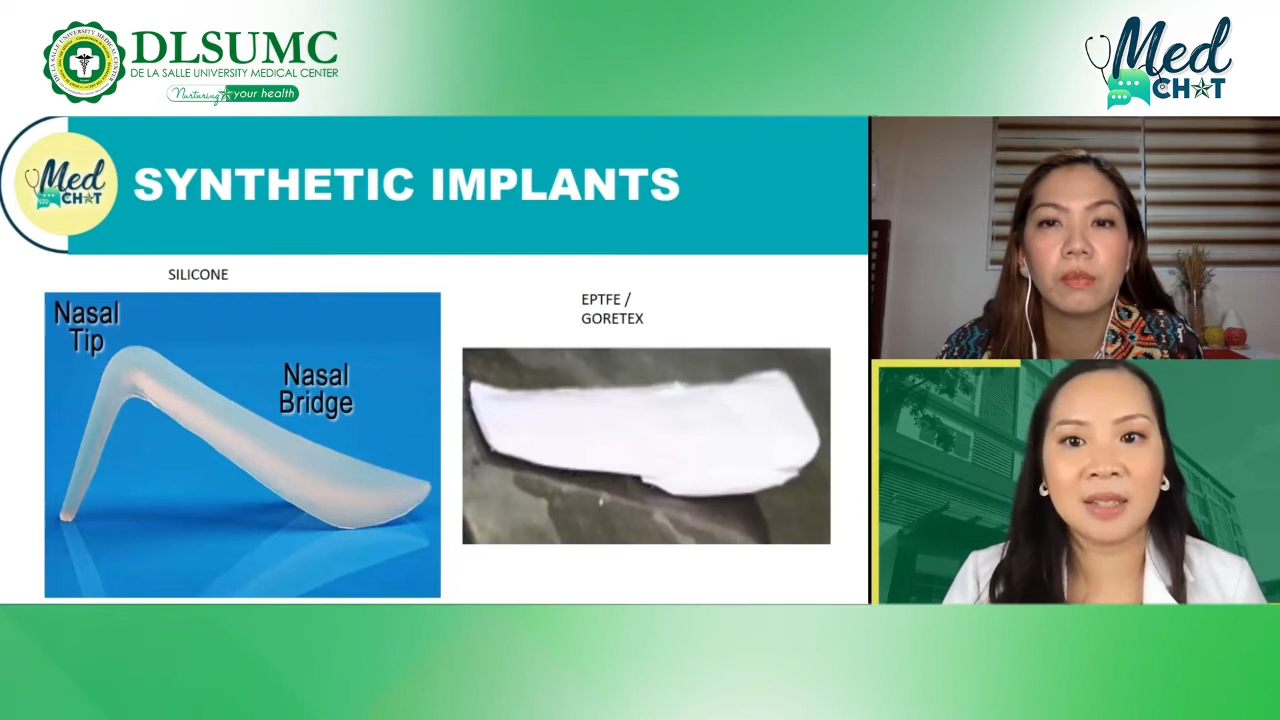 DLSUMC
DE LA SALLE UNIVERSITY MEDICAL CENTER
Nurturing your health
Med
CHAT
Med
CHAT
SYNTHETIC IMPLANTS
SILICONE
EPTFE /
GORETEX
Nasal
Tip
Nasal
Bridge